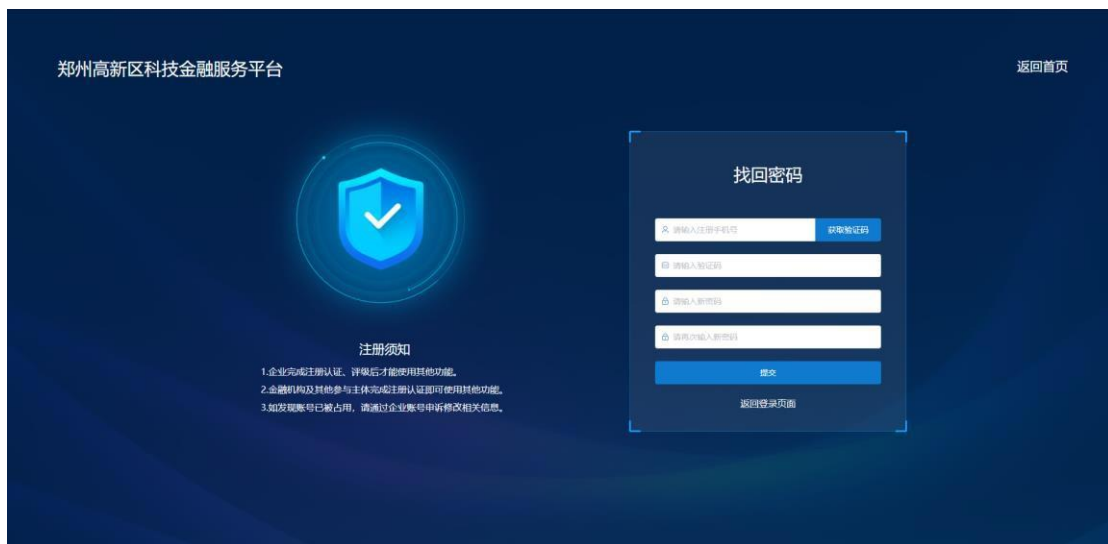 郑州高新区科技金融服务平台
返回首页
注册须知
1.企业完成注册认证、评级后才能使用其他功能。
2.金融机构及其他参与主体完成注册认证即可使用其他功能。
3.如发现账号已被占用，请通过企业账号申诉修改相关信息。
找回密码
请输入注册手机号
获取验证码
请输入验证码
请输入新密码
请再次输入新密码
提交
返回登录页面